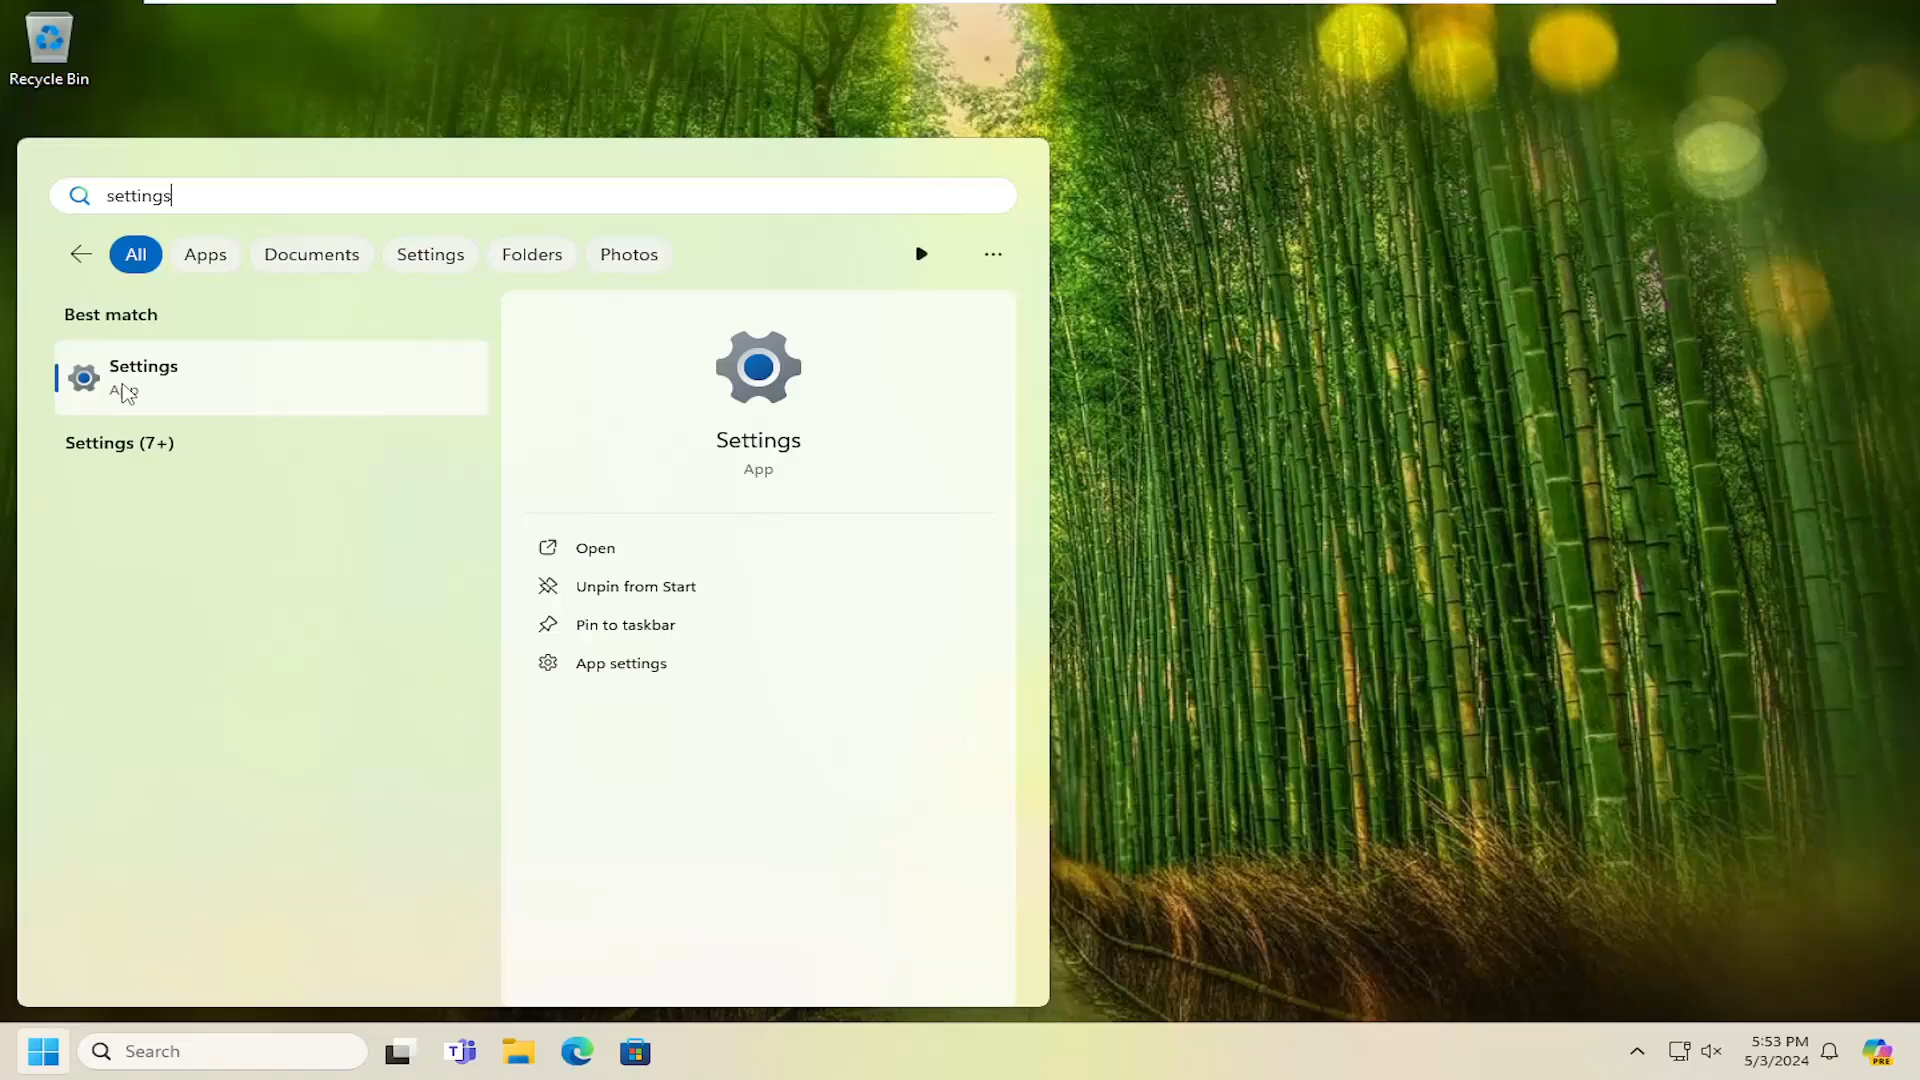 Recycle Bin
settings
All
Apps
Documents
Settings
Folders
Photos
Best match
Settings
App
Settings (7+)
Settings
App
Open
Unpin from Start
Pin to taskbar
App settings
Search
5:53 PM
5/3/2024
PRE